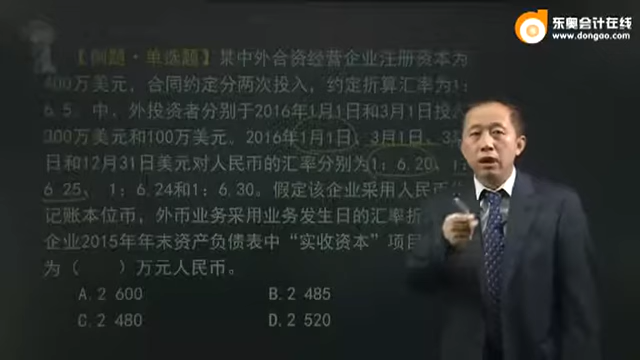 东奥会计在线
www.dongao.com
【例题·单选题】某中外合资经营企业注册资本为
400万美元,合同约定分两次投入,约定折算汇率为1:
6.5。中、外投资者分别于2016年1月1日和3月1日投
300万美元和100万美元。2016年1月1日、3月1日、3
日和12月31日美元对人民币的汇率分别为1:6.20、1:
6.25、1:6.24和1:6.30。假定该企业采用人民币
记账本位币,外币业务采用业务发生日的汇率折
企业2015年年末资产负债表中“实收资本”项目
为( )万元人民币。
A.2 600 B.2 485
C.2 480 D.2 520